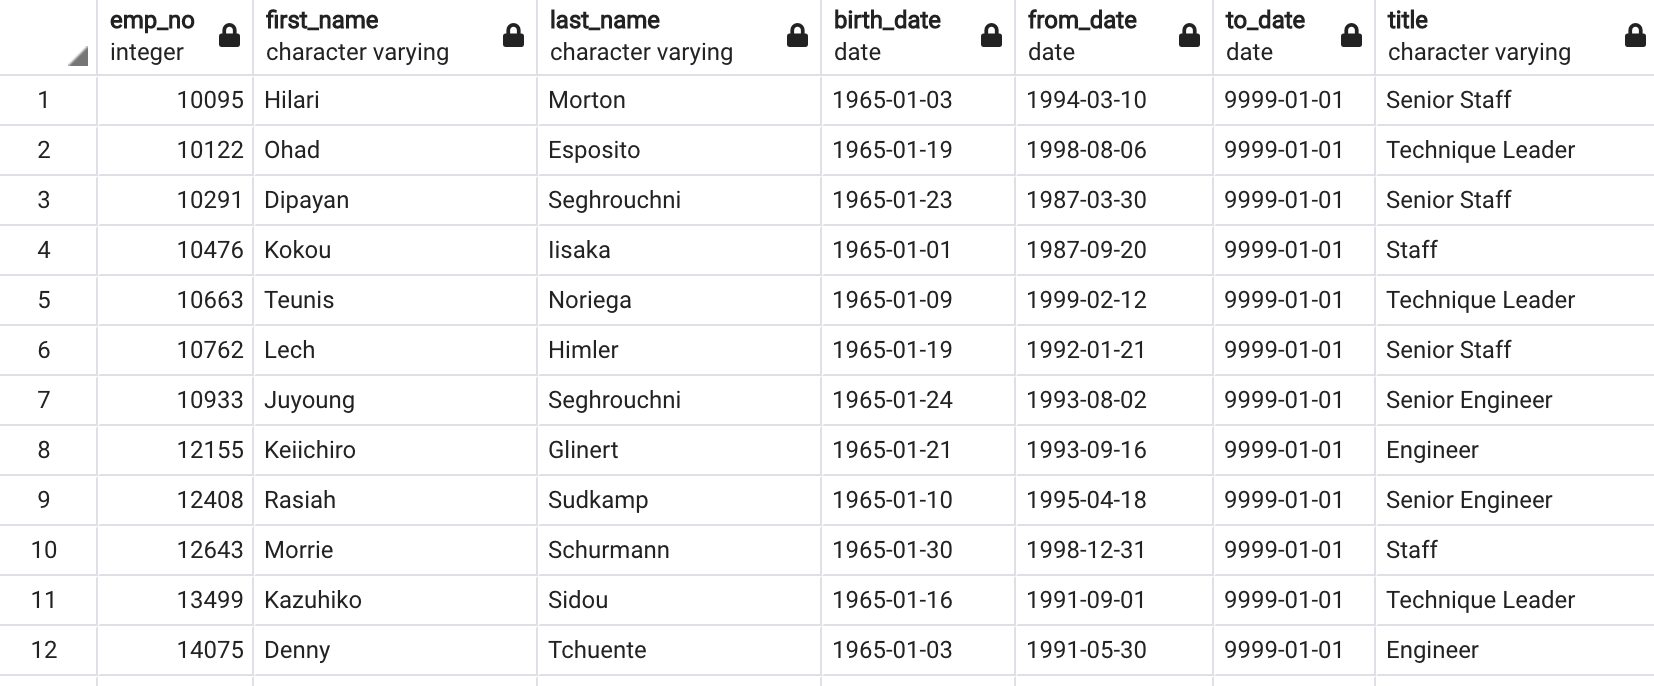 emp_no first_name last_name birth_date from_date to_date title
integer character varying character varying date date date character varying
1 10095 Hilari Morton 1965-01-03 1994-03-10 9999-01-01 Senior Staff
2 10122 Ohad Esposito 1965-01-19 1998-08-06 9999-01-01 Technique Leader
3 10291 Dipayan Seghrouchni 1965-01-23 1987-03-30 9999-01-01 Senior Staff
4 10476 Kokou Iisaka 1965-01-01 1987-09-20 9999-01-01 Staff
5 10663 Teunis Noriega 1965-01-09 1999-02-12 9999-01-01 Technique Leader
6 10762 Lech Himler 1965-01-19 1992-01-21 9999-01-01 Senior Staff
7 10933 Juyoung Seghrouchni 1965-01-24 1993-08-02 9999-01-01 Senior Engineer
8 12155 Keiichiro Glinert 1965-01-21 1993-09-16 9999-01-01 Engineer
9 12408 Rasiah Sudkamp 1965-01-10 1995-04-18 9999-01-01 Senior Engineer
10 12643 Morrie Schurmann 1965-01-30 1998-12-31 9999-01-01 Staff
11 13499 Kazuhiko Sidou 1965-01-16 1991-09-01 9999-01-01 Technique Leader
12 14075 Denny Tchuente 1965-01-03 1991-05-30 9999-01-01 Engineer